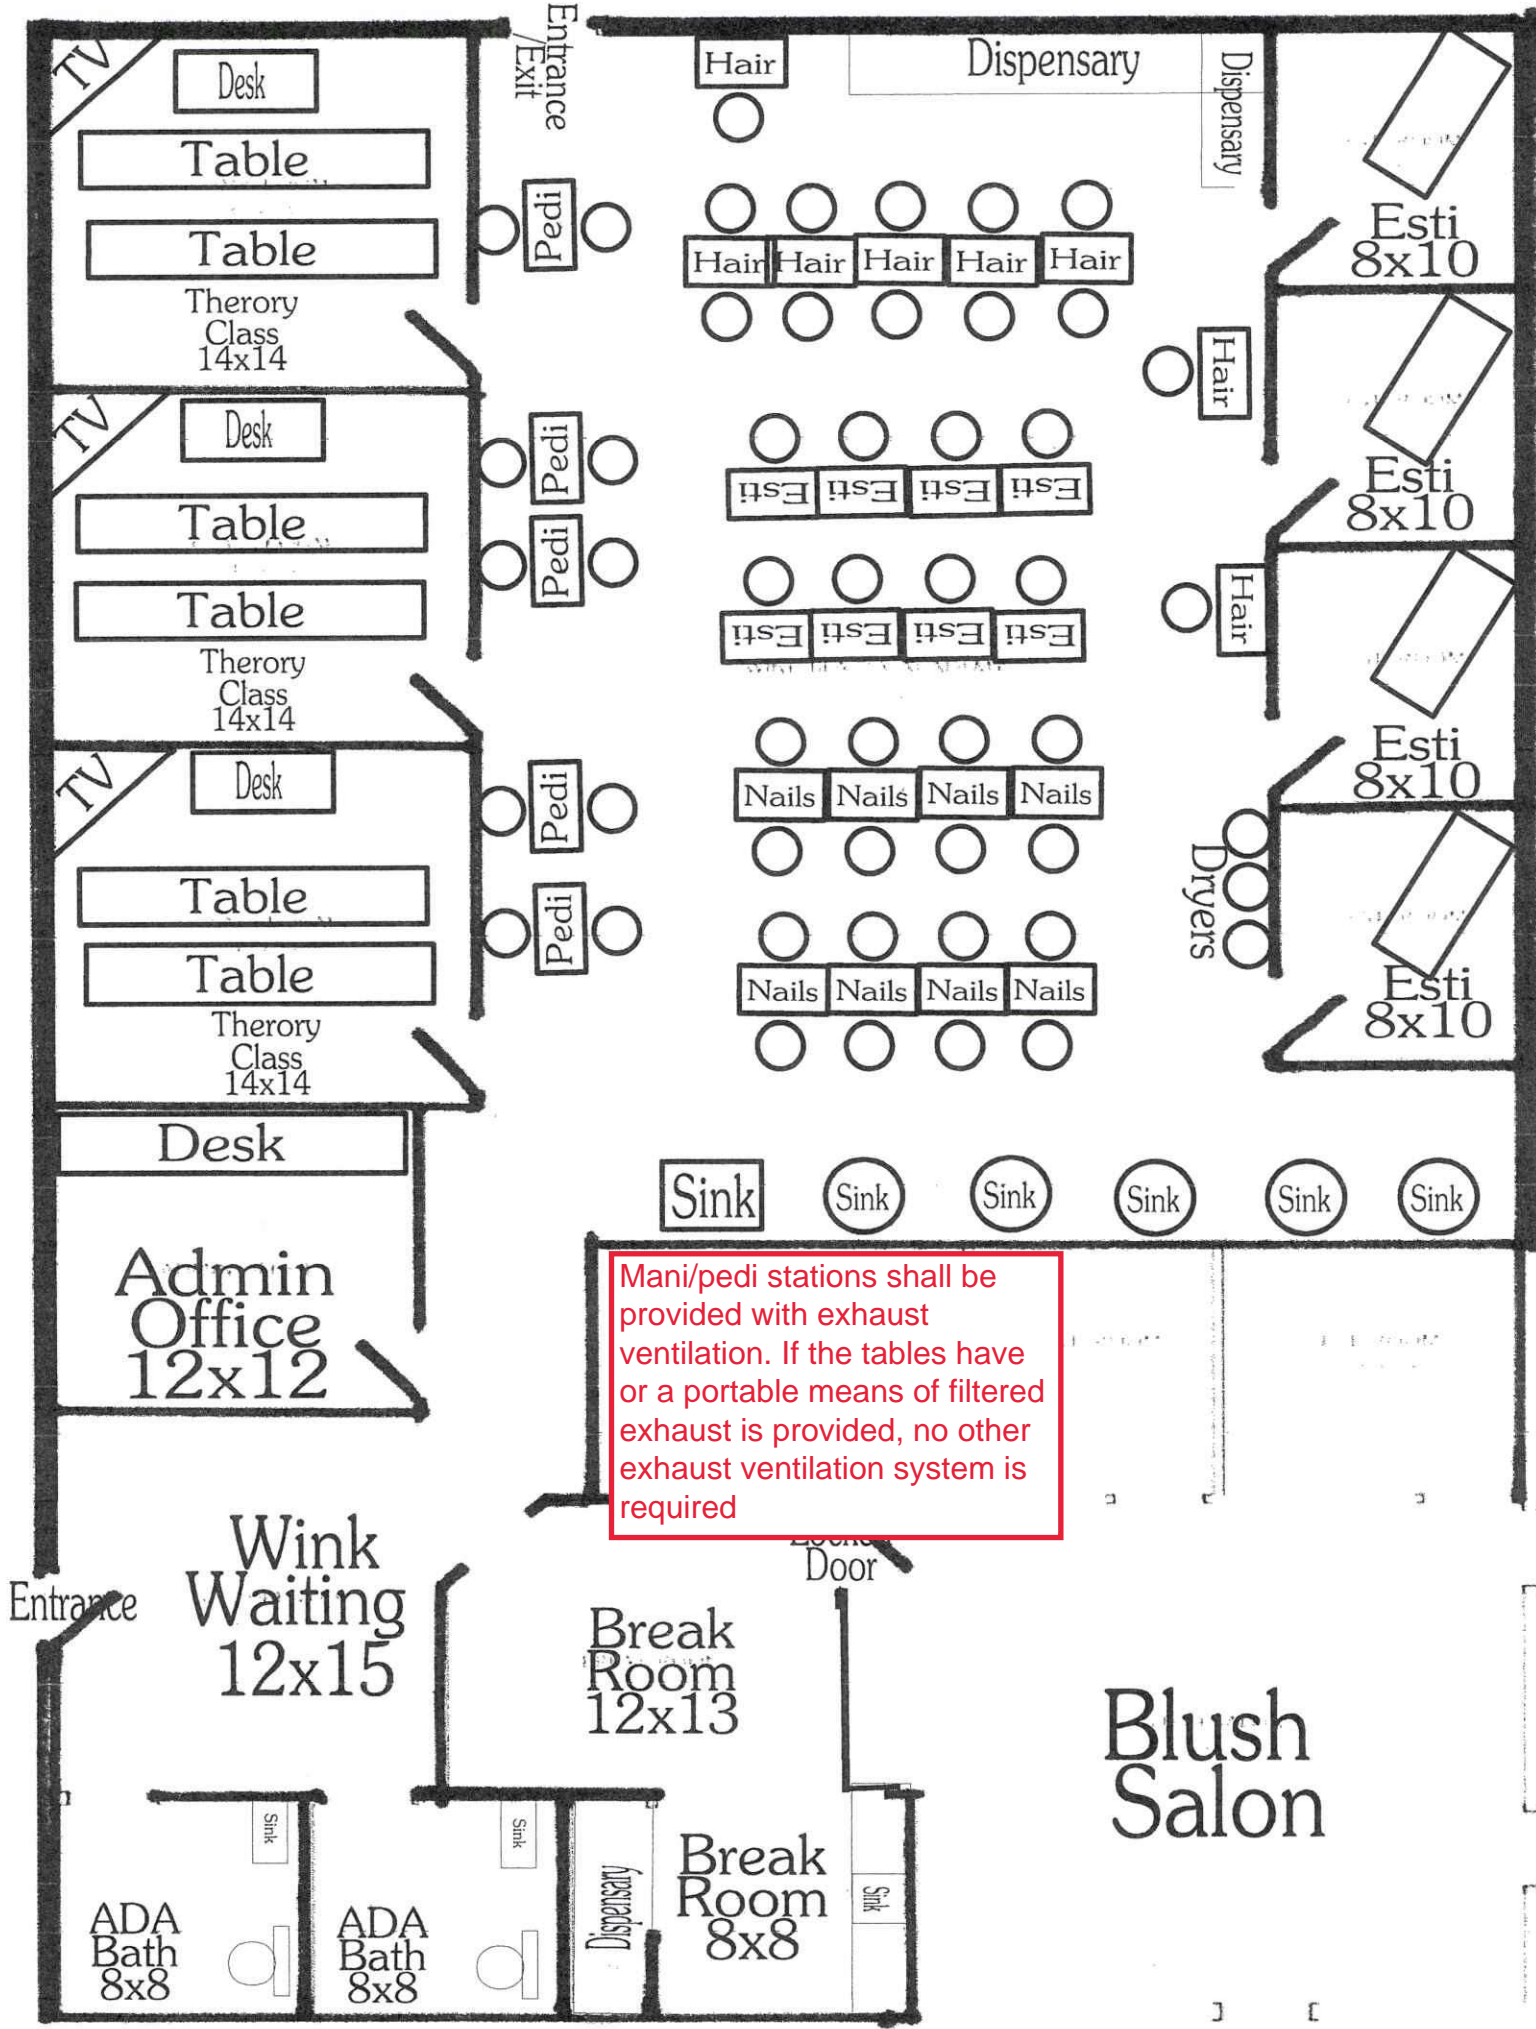 TV
Desk
Table
Table
Therory
Class
14x14
Entrance
/Exit
Pedi
Hair
Dispensary
Dispensary
Hair Hair Hair Hair Hair
Esti
8x10
Hair
TV
Desk
Table
Table
Therory
Class
14x14
Pedi
Pedi
Esti Esti Esti Esti
Esti
8x10
Esti Esti Esti Esti
Hair
Esti
8x10
TV
Desk
Table
Table
Therory
Class
14x14
Pedi
Pedi
Nails Nails Nails Nails
Nails Nails Nails Nails
Dryers
Esti
8x10
Desk
Admin
Office
12x12
Sink Sink Sink Sink Sink Sink
Mani/pedi stations shall be
provided with exhaust
ventilation. If the tables have
or a portable means of filtered
exhaust is provided, no other
exhaust ventilation system is
required
Door
Entrance
Wink
Waiting
12x15
Break
Room
12x13
Blush
Salon
Sink
ADA
Bath
8x8
Sink
ADA
Bath
8x8
Dispensary
Break
Room
8x8
Sink